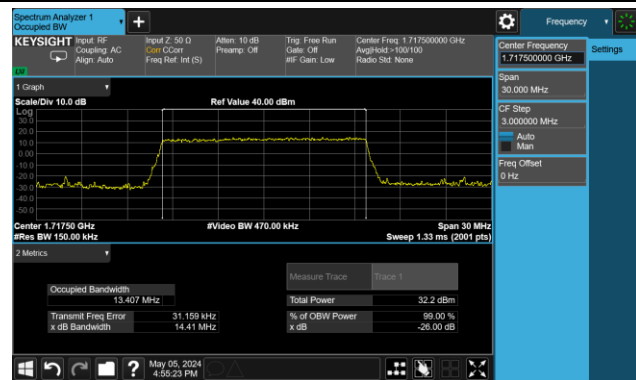 Spectrum Analyzer 1
Occupied BW
Frequency
KEYSIGHT
Input: RF
Coupling: AC
Align: Auto
Input Z: 50 Ω
Corr CCorr
Freq Ref: Int (S)
Atten: 10 dB
Preamp: Off
Trig: Free Run
Gate: Off
#IF Gain: Low
Center Freq: 1.717500000 GHz
Avg|Hold:>100/100
Radio Std: None
LW
Center Frequency
1.717500000 GHz
Settings
Span
30.000 MHz
CF Step
3.000000 MHz
Auto
Man
Freq Offset
0 Hz
1 Graph
Scale/Div 10.0 dB
Ref Value 40.00 dBm
Log
30.0
20.0
10.0
0.00
-10.0
-20.0
-30.0
-40.0
-50.0
Center 1.71750 GHz
#Video BW 470.00 kHz
Span 30 MHz
#Res BW 150.00 kHz
Sweep 1.33 ms (2001 pts)
2 Metrics
Measure Trace
Trace 1
Occupied Bandwidth
13.407 MHz
Total Power
32.2 dBm
Transmit Freq Error
31.159 kHz
% of OBW Power
99.00 %
x dB Bandwidth
14.41 MHz
x dB
-26.00 dB
?
May 05, 2024
4:55:23 PM